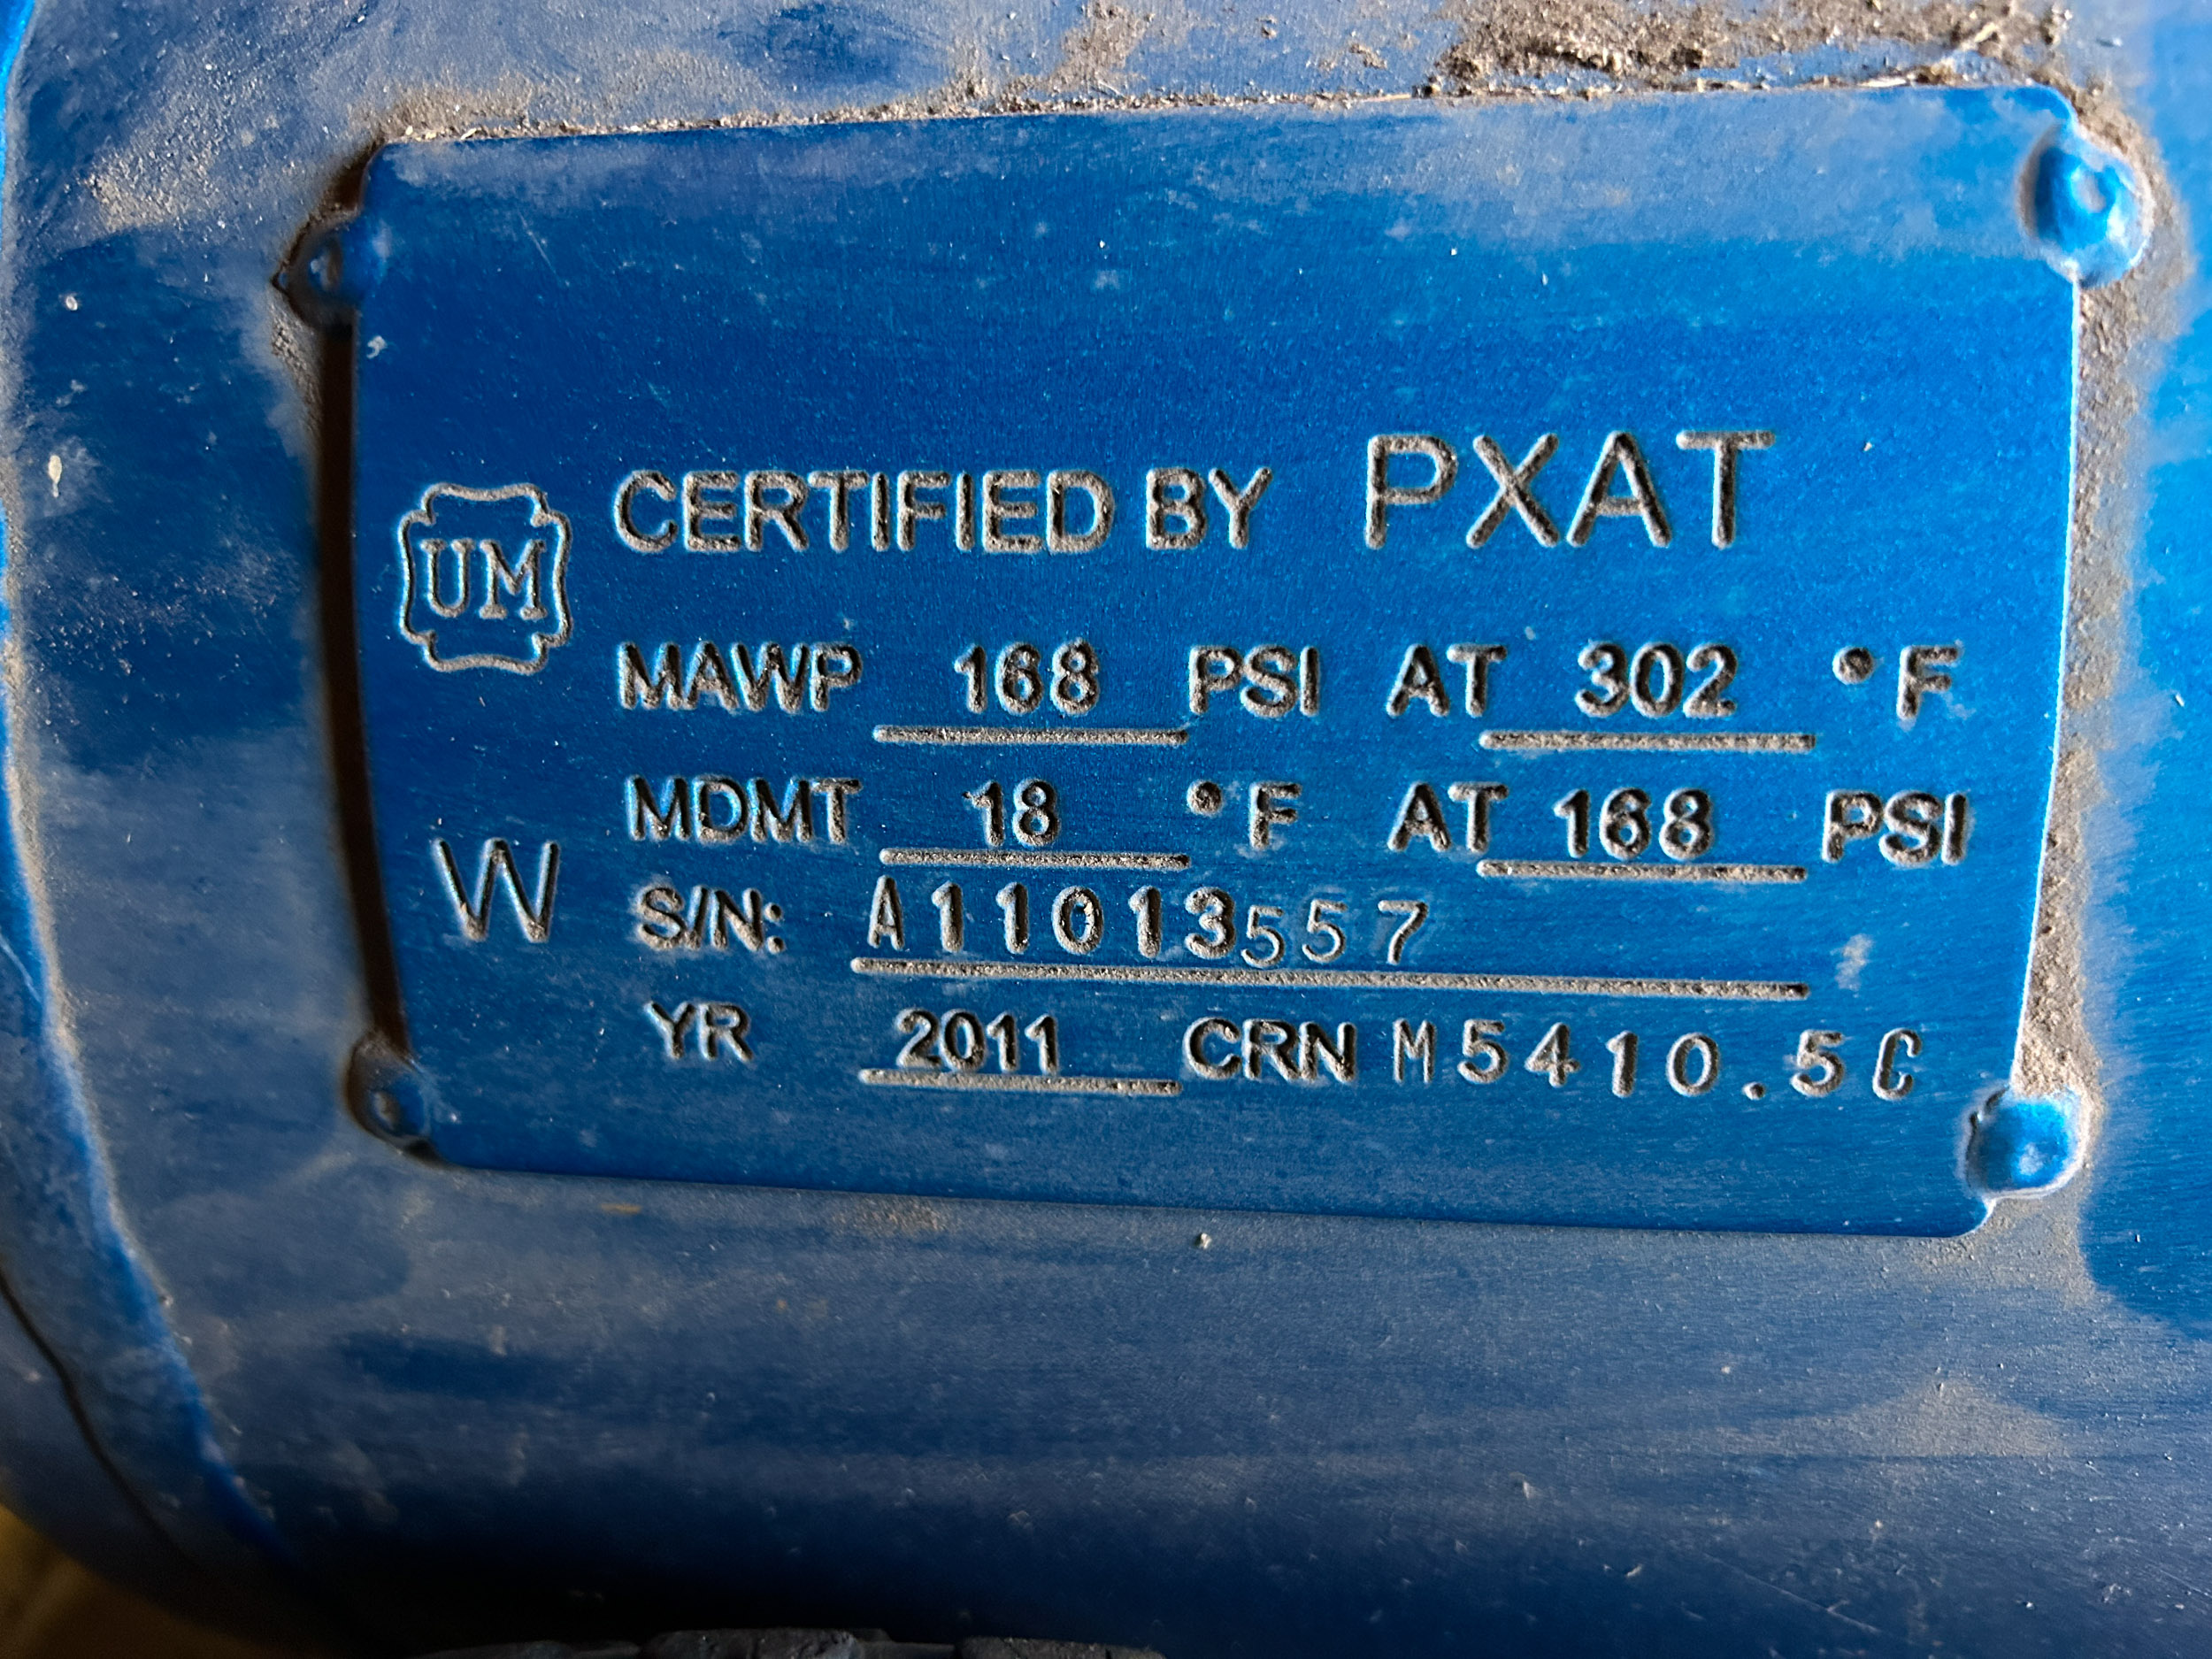 CERTIFIED BY PXAT
UM
MAWP 168 PSI AT 302 °F
MDMT 18 °F AT 168 PSI
W
S/N: A11013557
YR 2011 CRN M5410.5C